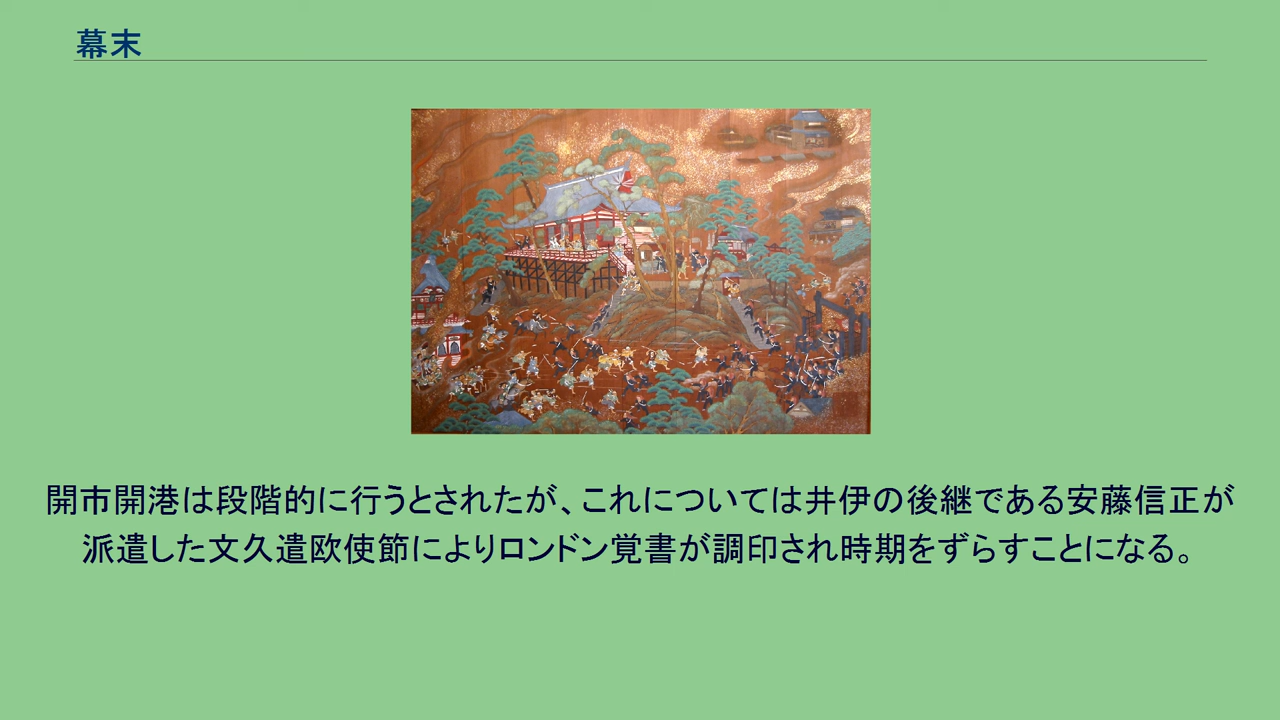 幕末
開市開港は段階的に行うとされたが、これについては井伊の後継である安藤信正が
派遣した文久遣欧使節によりロンドン覚書が調印され時期をずらすことになる。